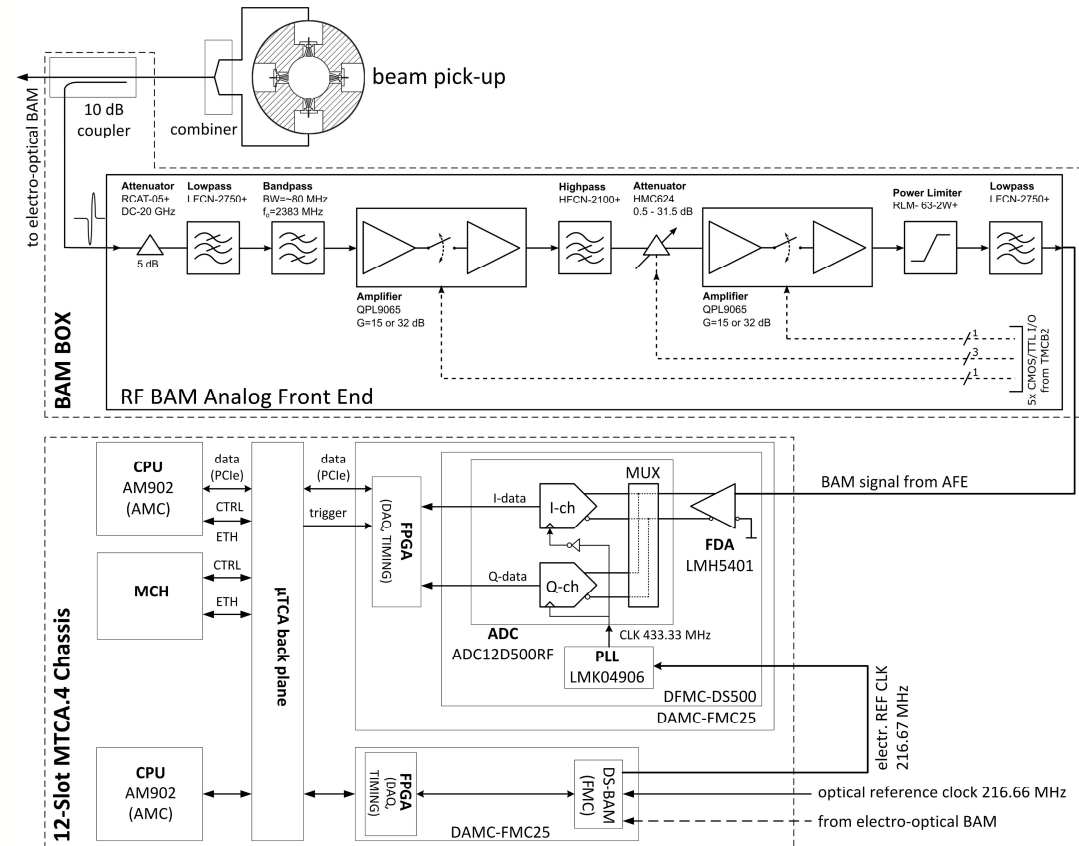 beam pick-up
10 dB
coupler
combiner
to electro-optical BAM
Attenuator
RCAT-05+
DC-20 GHz
5 dB
Lowpass
LFCN-2750+
Bandpass
BW=~80 MHz
f₀=2383 MHz
Amplifier
QPL9065
G=15 or 32 dB
Highpass
HFCN-2100+
Attenuator
HMC624
0.5 - 31.5 dB
Amplifier
QPL9065
G=15 or 32 dB
Power Limiter
RLM- 63-2W+
Lowpass
LFCN-2750+
1
3
1
5x CMOS/TTL I/O
from TMCB2
BAM BOX
RF BAM Analog Front End
12-Slot MTCA.4 Chassis
CPU
AM902
(AMC)
data
(PCIe)
CTRL
ETH
MCH
CTRL
ETH
µTCA back plane
data
(PCIe)
trigger
FPGA
(DAQ, TIMING)
I-data
Q-data
I-ch
Q-ch
MUX
FDA
LMH5401
BAM signal from AFE
ADC
ADC12D500RF
CLK 433.33 MHz
PLL
LMK04906
DFMC-DS500
DAMC-FMC25
electr. REF CLK
216.67 MHz
CPU
AM902
(AMC)
FPGA
(DAQ,
TIMING)
DS-BAM
(FMC)
DAMC-FMC25
optical reference clock 216.66 MHz
from electro-optical BAM